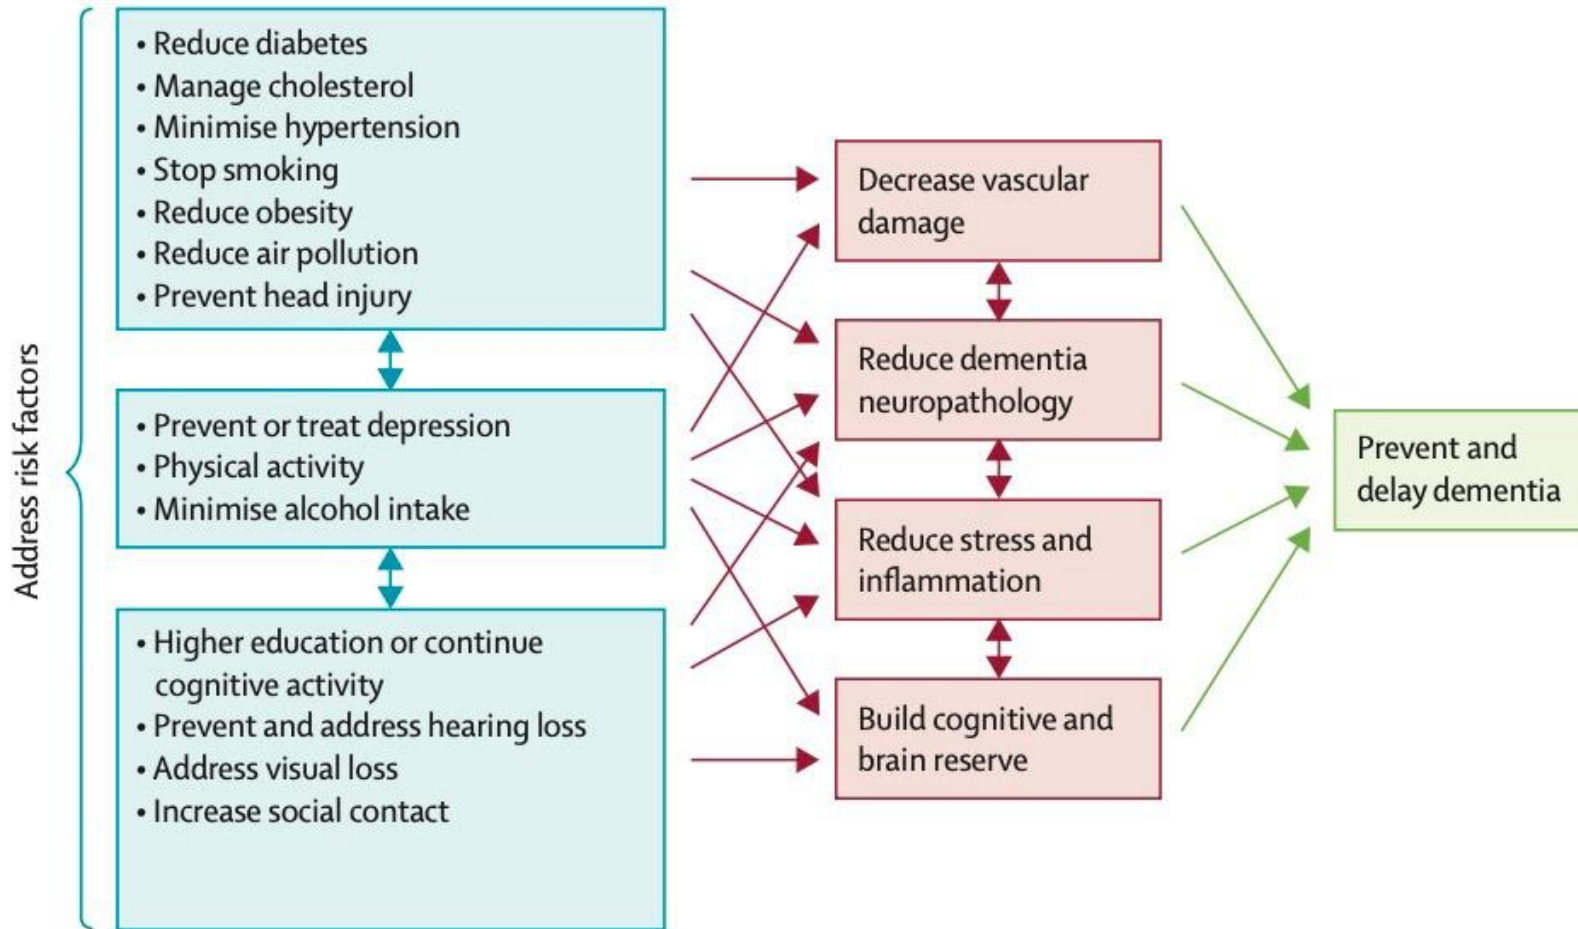 Address risk factors
• Reduce diabetes
• Manage cholesterol
• Minimise hypertension
• Stop smoking
• Reduce obesity
• Reduce air pollution
• Prevent head injury
• Prevent or treat depression
• Physical activity
• Minimise alcohol intake
• Higher education or continue
cognitive activity
• Prevent and address hearing loss
• Address visual loss
• Increase social contact
Decrease vascular
damage
Reduce dementia
neuropathology
Reduce stress and
inflammation
Build cognitive and
brain reserve
Prevent and
delay dementia